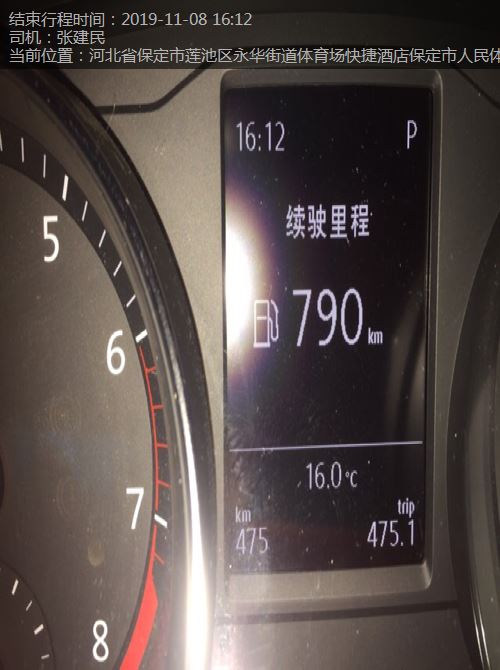 结束行程时间：2019-11-08 16:12
司机：张建民
当前位置：河北省保定市莲池区永华街道体育场快捷酒店保定市人民体
16:12 P
续驶里程
790 km
16.0°C
km trip
475 475.1
5
6
7
8